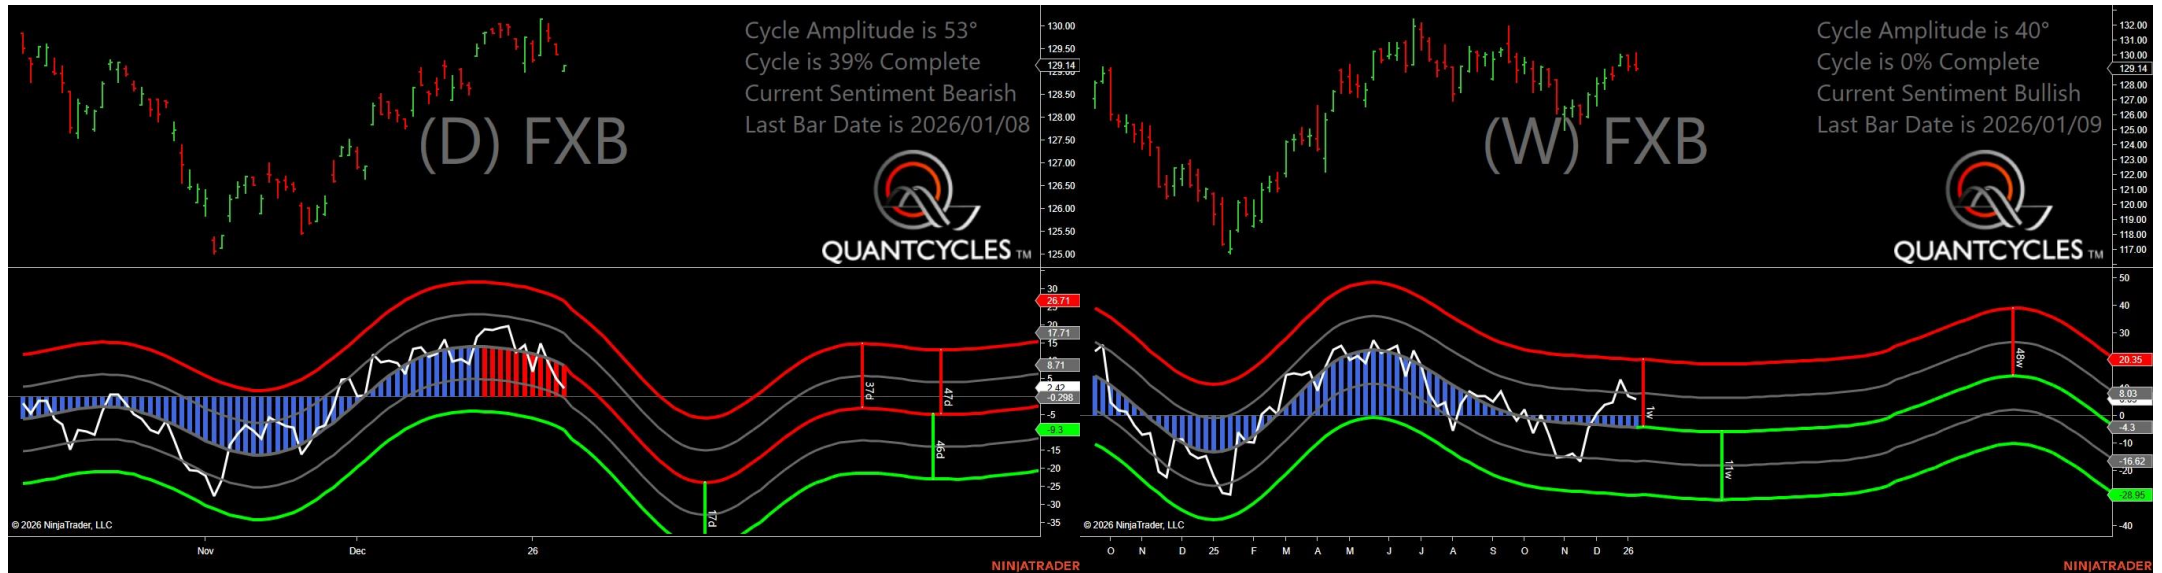 Cycle Amplitude is 53°
Cycle is 39% Complete
Current Sentiment Bearish
Last Bar Date is 2026/01/08
(D) FXB
QUANTCYCLES TM
130.00
129.50
129.14
128.50
128.00
127.50
127.00
126.50
126.00
125.50
125.00
30
26.71
17.71
15
8.71
2.42
-0.298
-5
-9.3
-15
-20
-25
-30
-35
37d
47d
46d
17d
© 2026 NinjaTrader, LLC
Nov
Dec
26
NINJATRADER
Cycle Amplitude is 40°
Cycle is 0% Complete
Current Sentiment Bullish
Last Bar Date is 2026/01/09
(W) FXB
QUANTCYCLES TM
132.00
131.00
130.00
129.14
128.00
127.00
126.00
125.00
124.00
123.00
122.00
121.00
120.00
119.00
118.00
117.00
50
40
30
20.35
8.03
0
-4.3
-10
-16.62
-28.95
-40
1w
11w
48w
© 2026 NinjaTrader, LLC
O N D 25 F M A M J J A S O N D 26
NINJATRADER